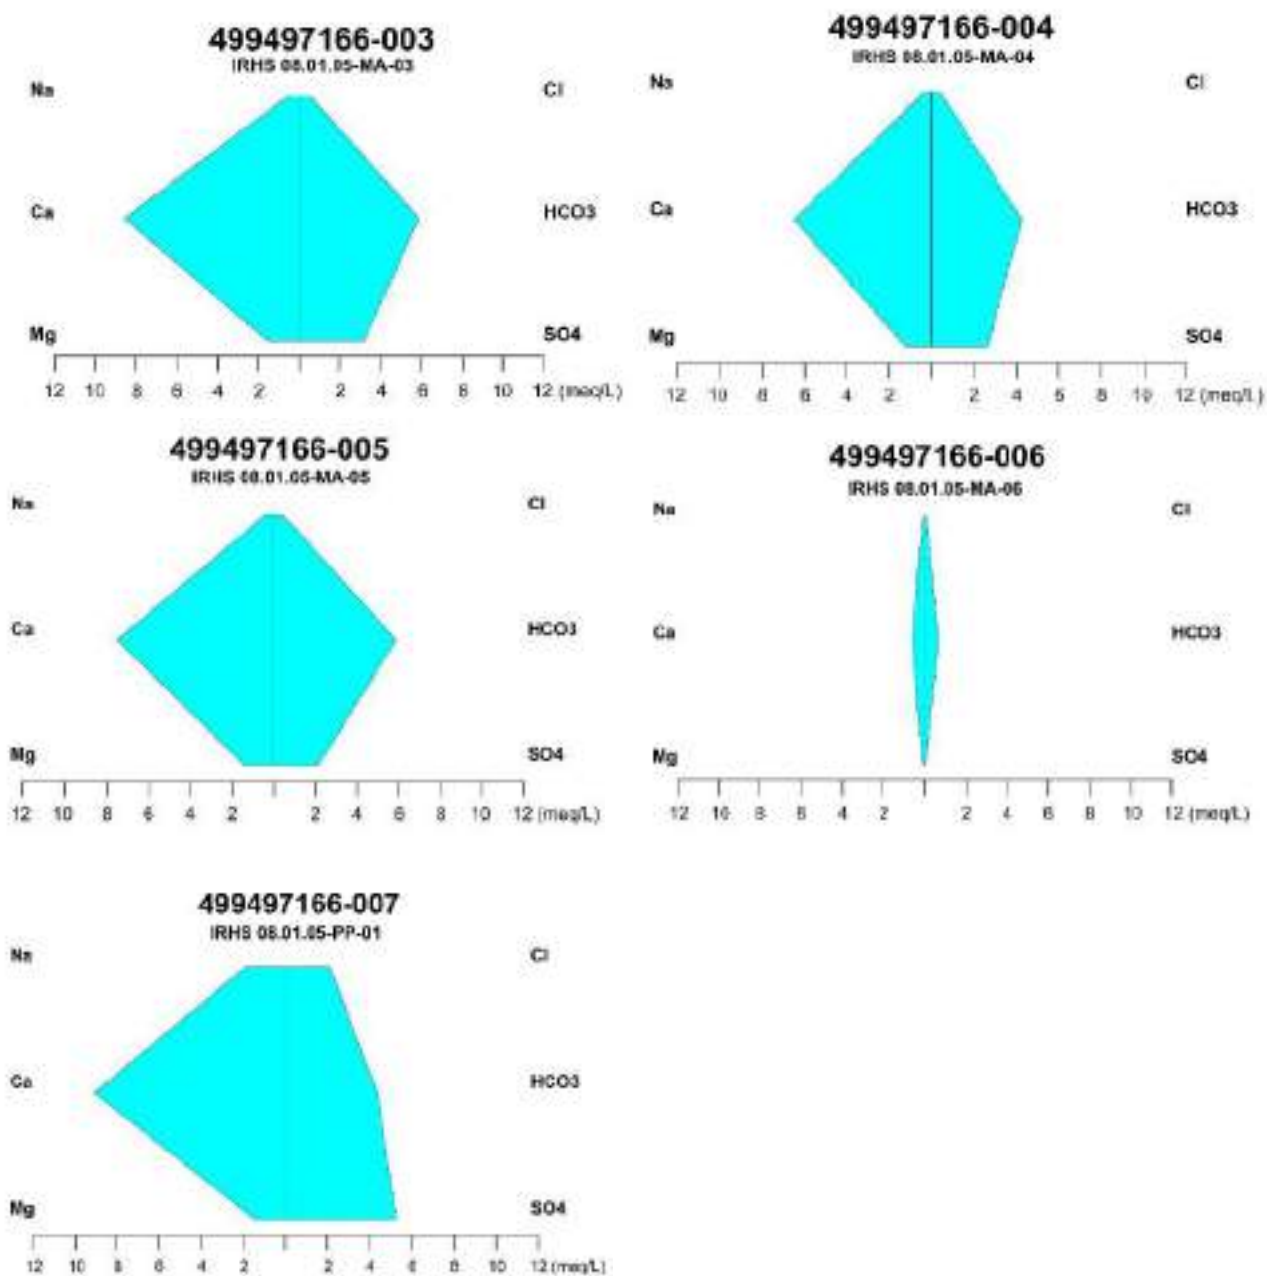 499497166-003
IRHS 08.01.05-MA-03
Na Cl
Ca HCO3
Mg SO4
12 10 8 6 4 2 2 4 6 8 10 12 (meq/L)
499497166-004
IRHS 08.01.05-MA-04
Na Cl
Ca HCO3
Mg SO4
12 10 8 6 4 2 2 4 6 8 10 12 (meq/L)
499497166-005
IRHS 08.01.05-MA-05
Na Cl
Ca HCO3
Mg SO4
12 10 8 6 4 2 2 4 6 8 10 12 (meq/L)
499497166-006
IRHS 08.01.05-MA-06
Na Cl
Ca HCO3
Mg SO4
12 10 8 6 4 2 2 4 6 8 10 12 (meq/L)
499497166-007
IRHS 08.01.05-PP-01
Na Cl
Ca HCO3
Mg SO4
12 10 8 6 4 2 2 4 6 8 10 12 (meq/L)